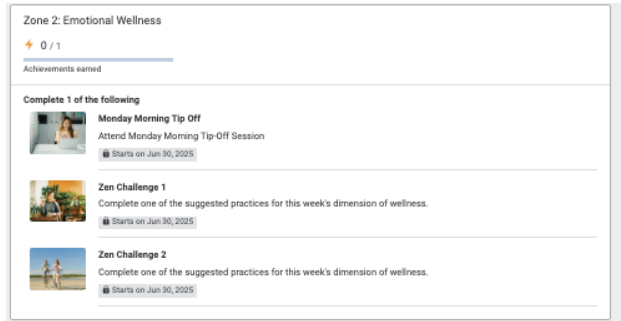 Zone 2: Emotional Wellness
0 / 1
Achievements earned
Complete 1 of the following
Monday Morning Tip Off
Attend Monday Morning Tip-Off Session
Starts on Jun 30, 2025
Zen Challenge 1
Complete one of the suggested practices for this week's dimension of wellness.
Starts on Jun 30, 2025
Zen Challenge 2
Complete one of the suggested practices for this week's dimension of wellness.
Starts on Jun 30, 2025